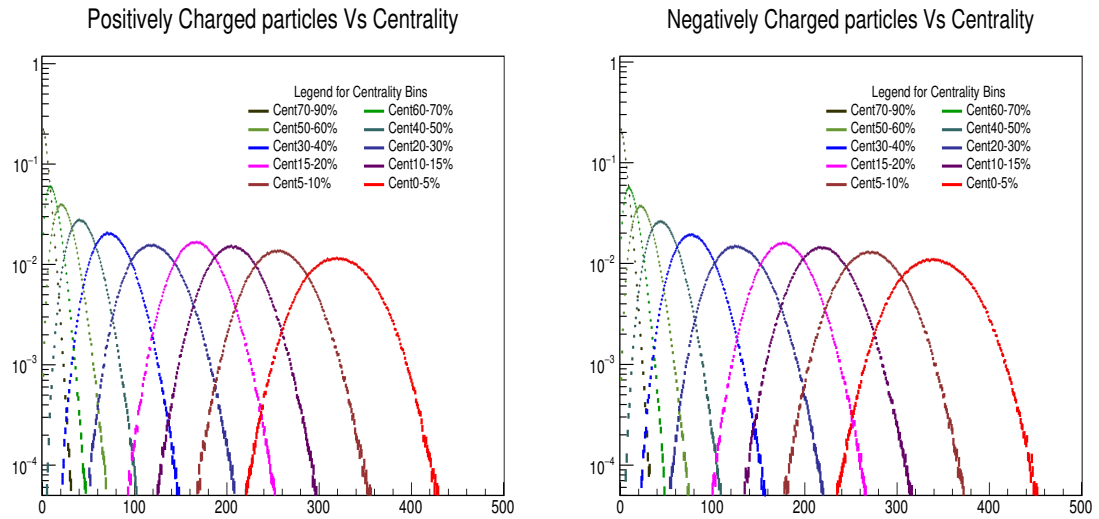 Positively Charged particles Vs Centrality
1
10⁻¹
10⁻²
10⁻³
10⁻⁴
Legend for Centrality Bins
Cent70-90% Cent60-70%
Cent50-60% Cent40-50%
Cent30-40% Cent20-30%
Cent15-20% Cent10-15%
Cent5-10% Cent0-5%
0 100 200 300 400 500
Negatively Charged particles Vs Centrality
1
10⁻¹
10⁻²
10⁻³
10⁻⁴
Legend for Centrality Bins
Cent70-90% Cent60-70%
Cent50-60% Cent40-50%
Cent30-40% Cent20-30%
Cent15-20% Cent10-15%
Cent5-10% Cent0-5%
0 100 200 300 400 500